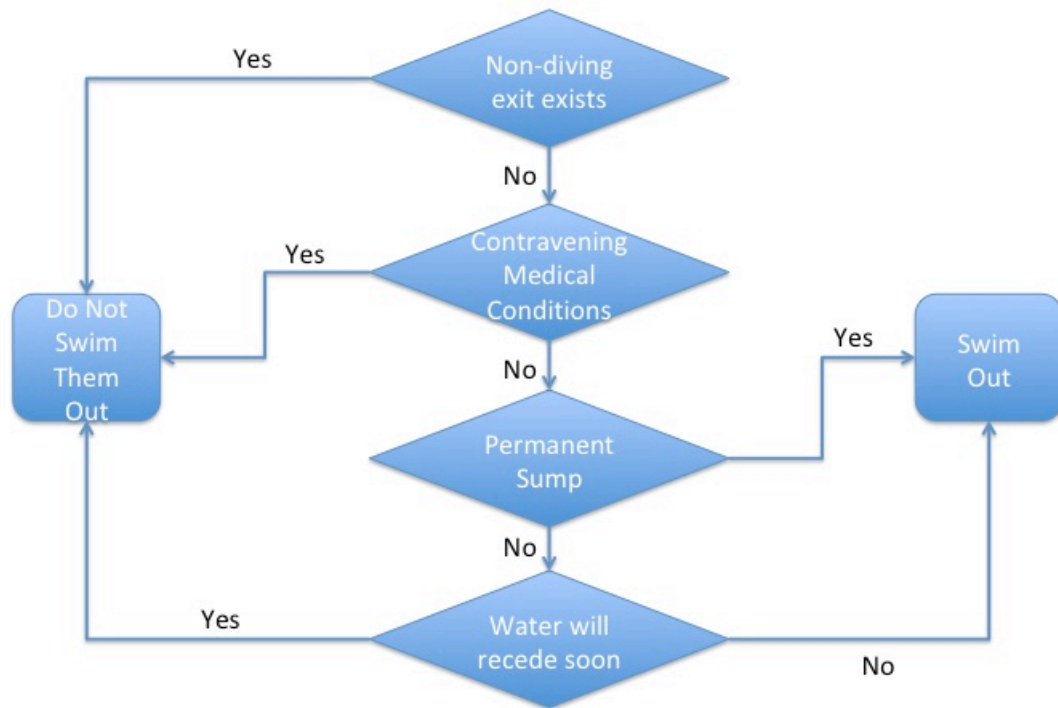 Yes
Non-diving
exit exists
No
Contravening
Medical
Conditions
Yes
Do Not
Swim
Them
Out
No
Yes
Swim
Out
Permanent
Sump
No
Yes
Water will
recede soon
No